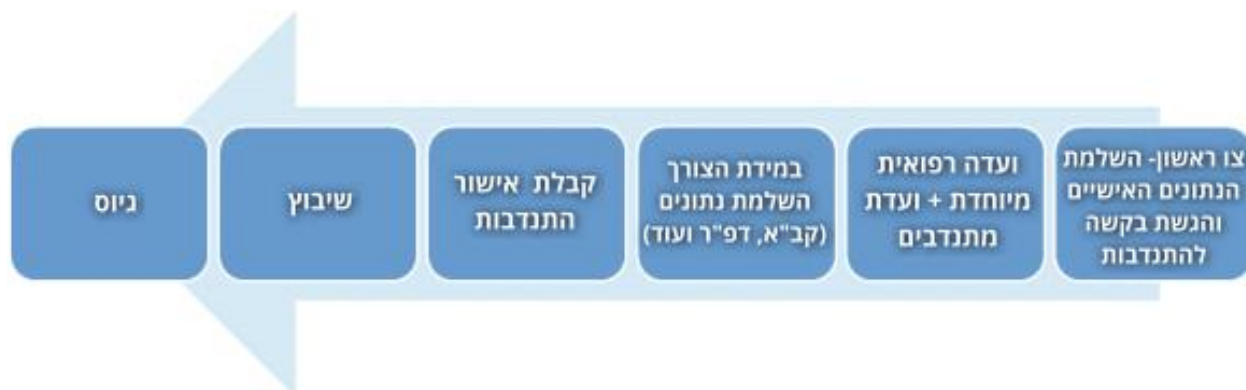 צו ראשון- השלמת
הנתונים האישיים
והגשת בקשה
להתנדבות
ועדה רפואית
מיוחדת + ועדת
מתנדבים
במידת הצורך
השלמת נתונים
(קב"א, דפ"ר ועוד)
קבלת אישור
התנדבות
שיבוץ
גיוס